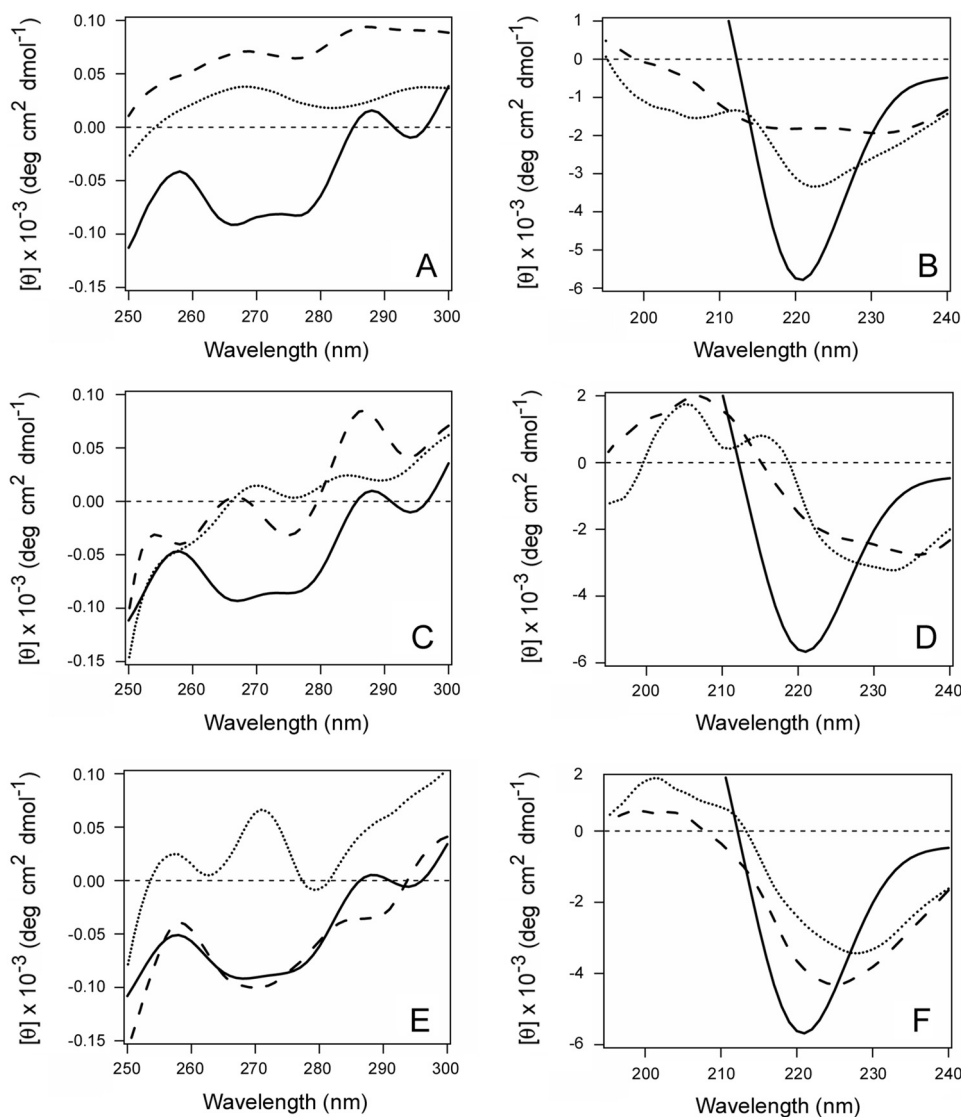 [θ] x 10⁻³ (deg cm² dmol⁻¹)
0.10
0.05
0.00
-0.05
-0.10
-0.15
A
250 260 270 280 290 300
Wavelength (nm)
[θ] x 10⁻³ (deg cm² dmol⁻¹)
1
0
-1
-2
-3
-4
-5
-6
B
200 210 220 230 240
Wavelength (nm)
[θ] x 10⁻³ (deg cm² dmol⁻¹)
0.10
0.05
0.00
-0.05
-0.10
-0.15
C
250 260 270 280 290 300
Wavelength (nm)
[θ] x 10⁻³ (deg cm² dmol⁻¹)
2
0
-2
-4
-6
D
200 210 220 230 240
Wavelength (nm)
[θ] x 10⁻³ (deg cm² dmol⁻¹)
0.10
0.05
0.00
-0.05
-0.10
-0.15
E
250 260 270 280 290 300
Wavelength (nm)
[θ] x 10⁻³ (deg cm² dmol⁻¹)
2
0
-2
-4
-6
F
200 210 220 230 240
Wavelength (nm)